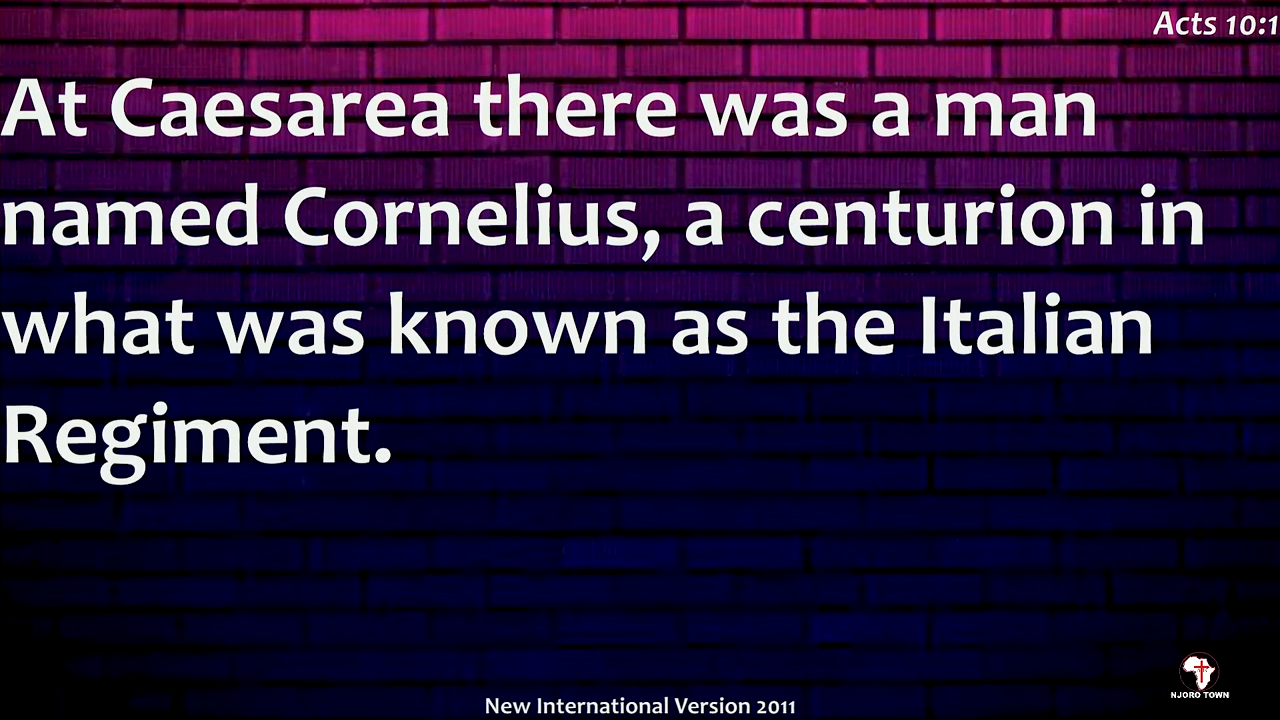 Acts 10:1
At Caesarea there was a man
named Cornelius, a centurion in
what was known as the Italian
Regiment.
NJORO TOWN
New International Version 2011